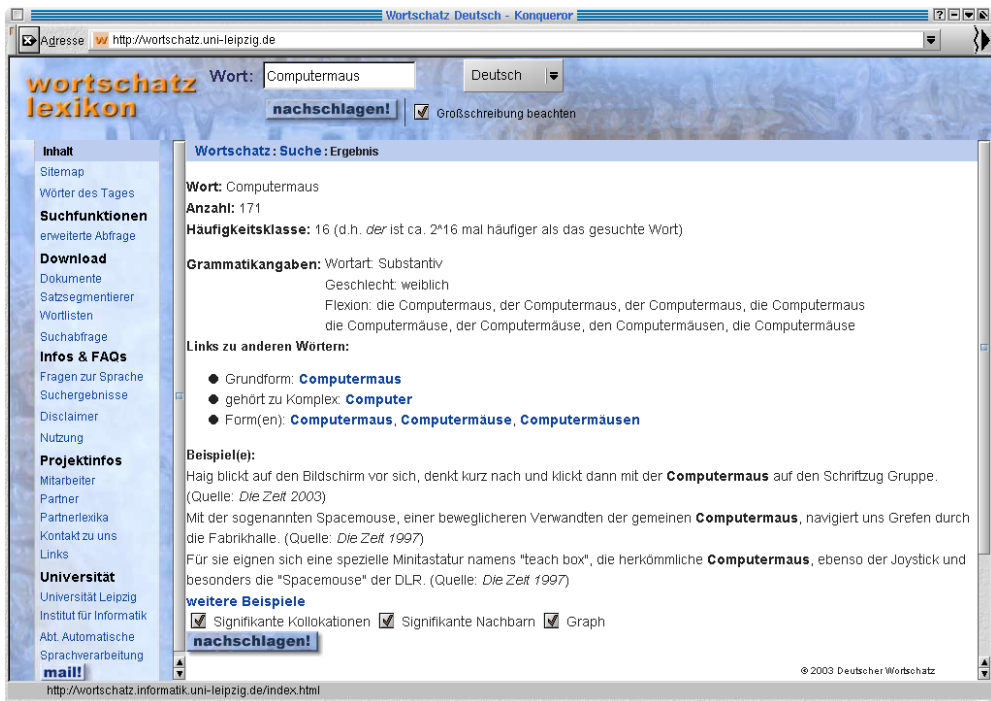 Wortschatz Deutsch - Konqueror
Adresse http://wortschatz.uni-leipzig.de
wortschatz
lexikon
Wort: Computermaus Deutsch
nachschlagen! Großschreibung beachten
Inhalt
Sitemap
Wörter des Tages
Suchfunktionen
erweiterte Abfrage
Download
Dokumente
Satzsegmentierer
Wortlisten
Suchabfrage
Infos & FAQs
Fragen zur Sprache
Suchergebnisse
Disclaimer
Nutzung
Projektinfos
Mitarbeiter
Partner
Partnerlexika
Kontakt zu uns
Links
Universität
Universität Leipzig
Institut für Informatik
Abt. Automatische
Sprachverarbeitung
mail!
Wortschatz : Suche : Ergebnis
Wort: Computermaus
Anzahl: 171
Häufigkeitsklasse: 16 (d.h. der ist ca. 2^16 mal häufiger als das gesuchte Wort)
Grammatikangaben: Wortart: Substantiv
Geschlecht: weiblich
Flexion: die Computermaus, der Computermaus, der Computermaus, die Computermaus
die Computermäuse, der Computermäuse, den Computermäusen, die Computermäuse
Links zu anderen Wörtern:
Grundform: Computermaus
gehört zu Komplex: Computer
Form(en): Computermaus, Computermäuse, Computermäusen
Beispiel(e):
Haig blickt auf den Bildschirm vor sich, denkt kurz nach und klickt dann mit der Computermaus auf den Schriftzug Gruppe.
(Quelle: Die Zeit 2003)
Mit der sogenannten Spacemouse, einer beweglicheren Verwandten der gemeinen Computermaus, navigiert uns Grefen durch
die Fabrikhalle. (Quelle: Die Zeit 1997)
Für sie eignen sich eine spezielle Minitastatur namens "teach box", die herkömmliche Computermaus, ebenso der Joystick und
besonders die "Spacemouse" der DLR. (Quelle: Die Zeit 1997)
weitere Beispiele
Signifikante Kollokationen Signifikante Nachbarn Graph
nachschlagen!
© 2003 Deutscher Wortschatz
http://wortschatz.informatik.uni-leipzig.de/index.html